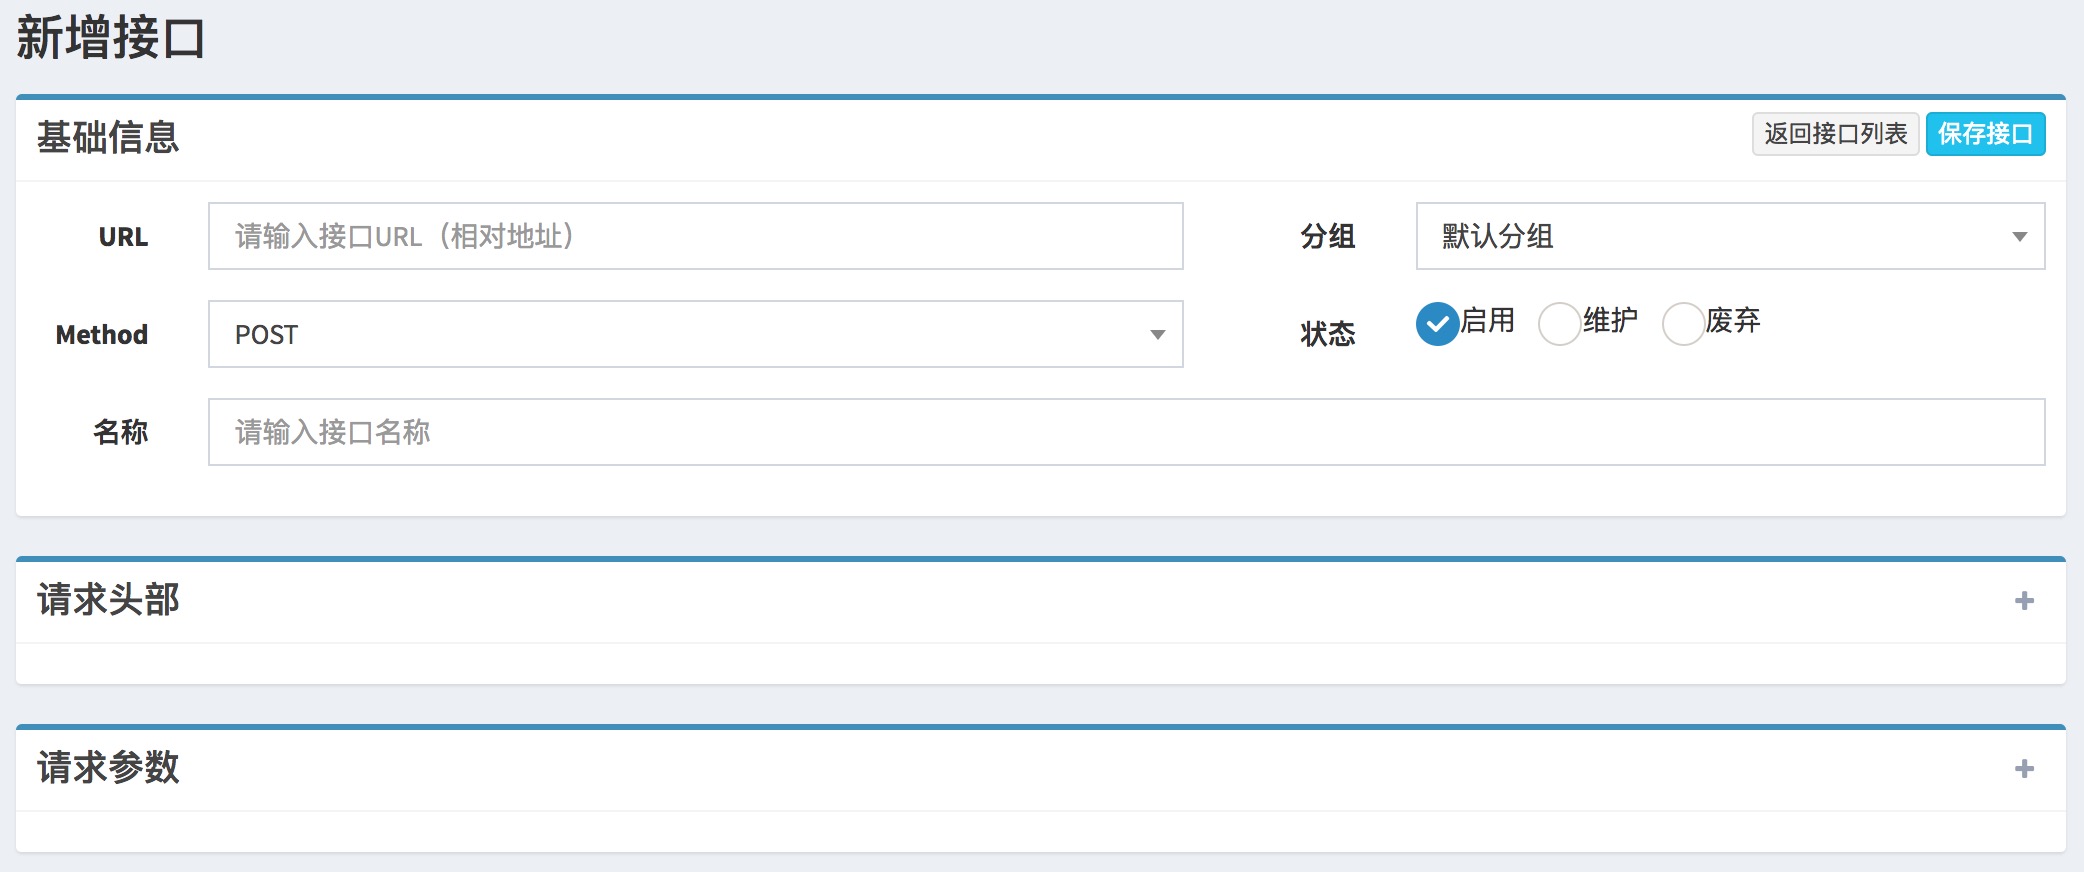 新增接口
基础信息
返回接口列表 保存接口
URL 请输入接口URL（相对地址） 分组 默认分组
Method POST 状态 启用 维护 废弃
名称 请输入接口名称
请求头部
请求参数